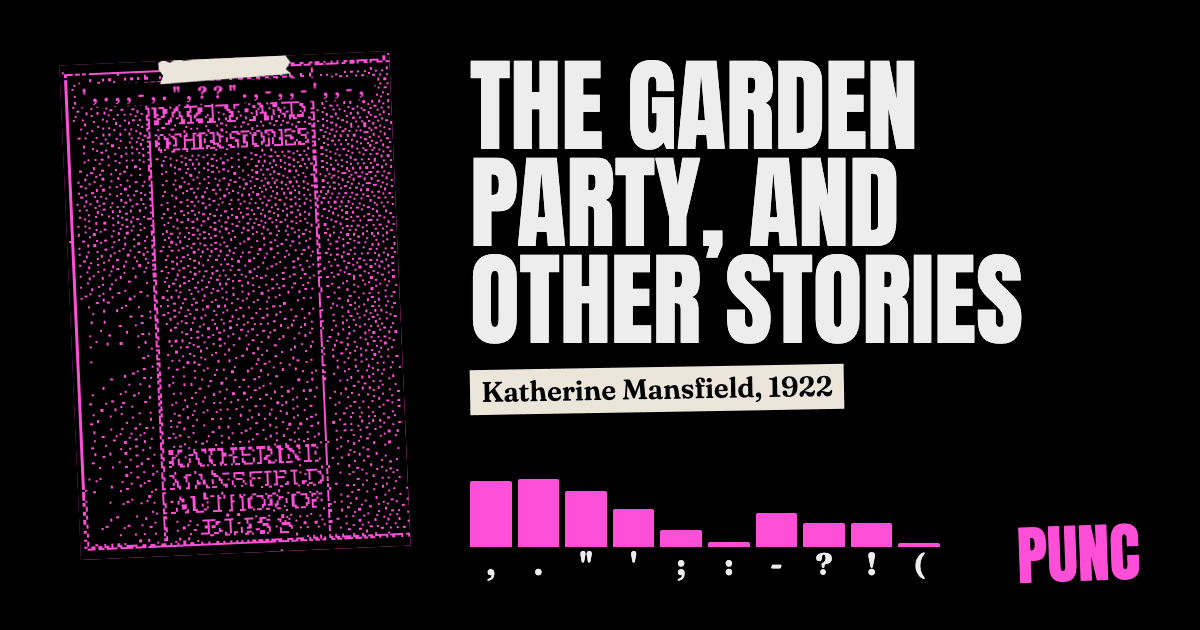 ',.,,-,.",??".,-,,-',,-,
PARTY AND
OTHER STORIES
KATHERINE
MANSFIELD
AUTHOR OF
BLISS
THE GARDEN
PARTY, AND
OTHER STORIES
Katherine Mansfield, 1922
, . " ' ; : - ? ! (
PUNC